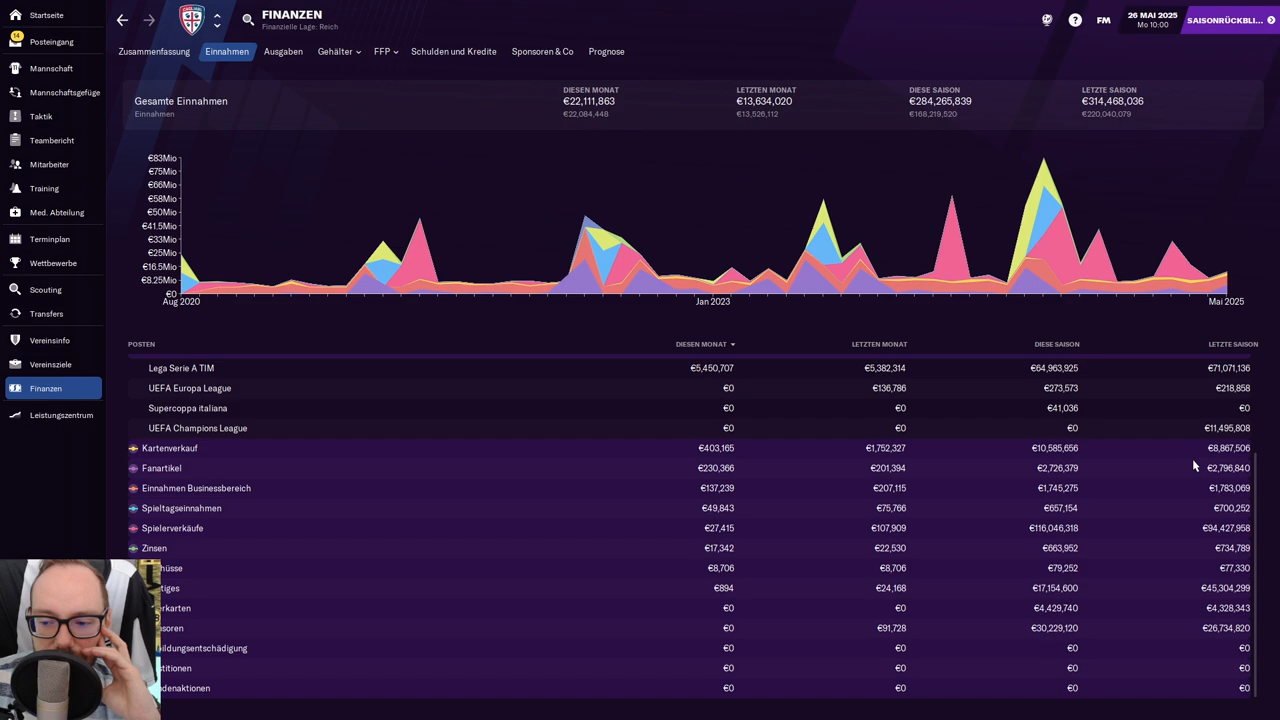 Startseite
14
Posteingang
Mannschaft
Mannschaftsgefüge
Taktik
Teambericht
Mitarbeiter
Training
Med. Abteilung
Terminplan
Wettbewerbe
Scouting
Transfers
Vereinsinfo
Vereinsziele
Finanzen
Leistungszentrum
CAGLIARI
FINANZEN
Finanzielle Lage: Reich
? FM
26 MAI 2025
Mo 10:00
SAISONRÜCKBLI...
Zusammenfassung Einnahmen Ausgaben Gehälter FFP Schulden und Kredite Sponsoren & Co Prognose
DIESEN MONAT LETZTEN MONAT DIESE SAISON LETZTE SAISON
Gesamte Einnahmen €22,111,863 €13,634,020 €284,265,839 €314,468,036
Einnahmen €22,084,448 €13,526,112 €168,219,520 €220,040,079
€83Mio
€75Mio
€66Mio
€58Mio
€50Mio
€41.5Mio
€33Mio
€25Mio
€16.5Mio
€8.25Mio
€0
Aug 2020 Jan 2023 Mai 2025
POSTEN DIESEN MONAT LETZTEN MONAT DIESE SAISON LETZTE SAISON
Lega Serie A TIM €5,450,707 €5,382,314 €64,963,925 €71,071,136
UEFA Europa League €0 €136,786 €273,573 €218,858
Supercoppa italiana €0 €0 €41,036 €0
UEFA Champions League €0 €0 €0 €11,495,808
Kartenverkauf €403,165 €1,752,327 €10,585,656 €8,867,506
Fanartikel €230,366 €201,394 €2,726,379 €2,796,840
Einnahmen Businessbereich €137,239 €207,115 €1,745,275 €1,783,069
Spieltagseinnahmen €49,843 €75,766 €657,154 €700,252
Spielerverkäufe €27,415 €107,909 €116,046,318 €94,427,958
Zinsen €17,342 €22,530 €663,952 €734,789
hüsse €8,706 €8,706 €79,252 €77,330
tiges €894 €24,168 €17,154,600 €45,304,299
erkarten €0 €0 €4,429,740 €4,328,343
soren €0 €91,728 €30,229,120 €26,734,820
bildungsentschädigung €0 €0 €0 €0
stitionen €0 €0 €0 €0
ndenaktionen €0 €0 €0 €0